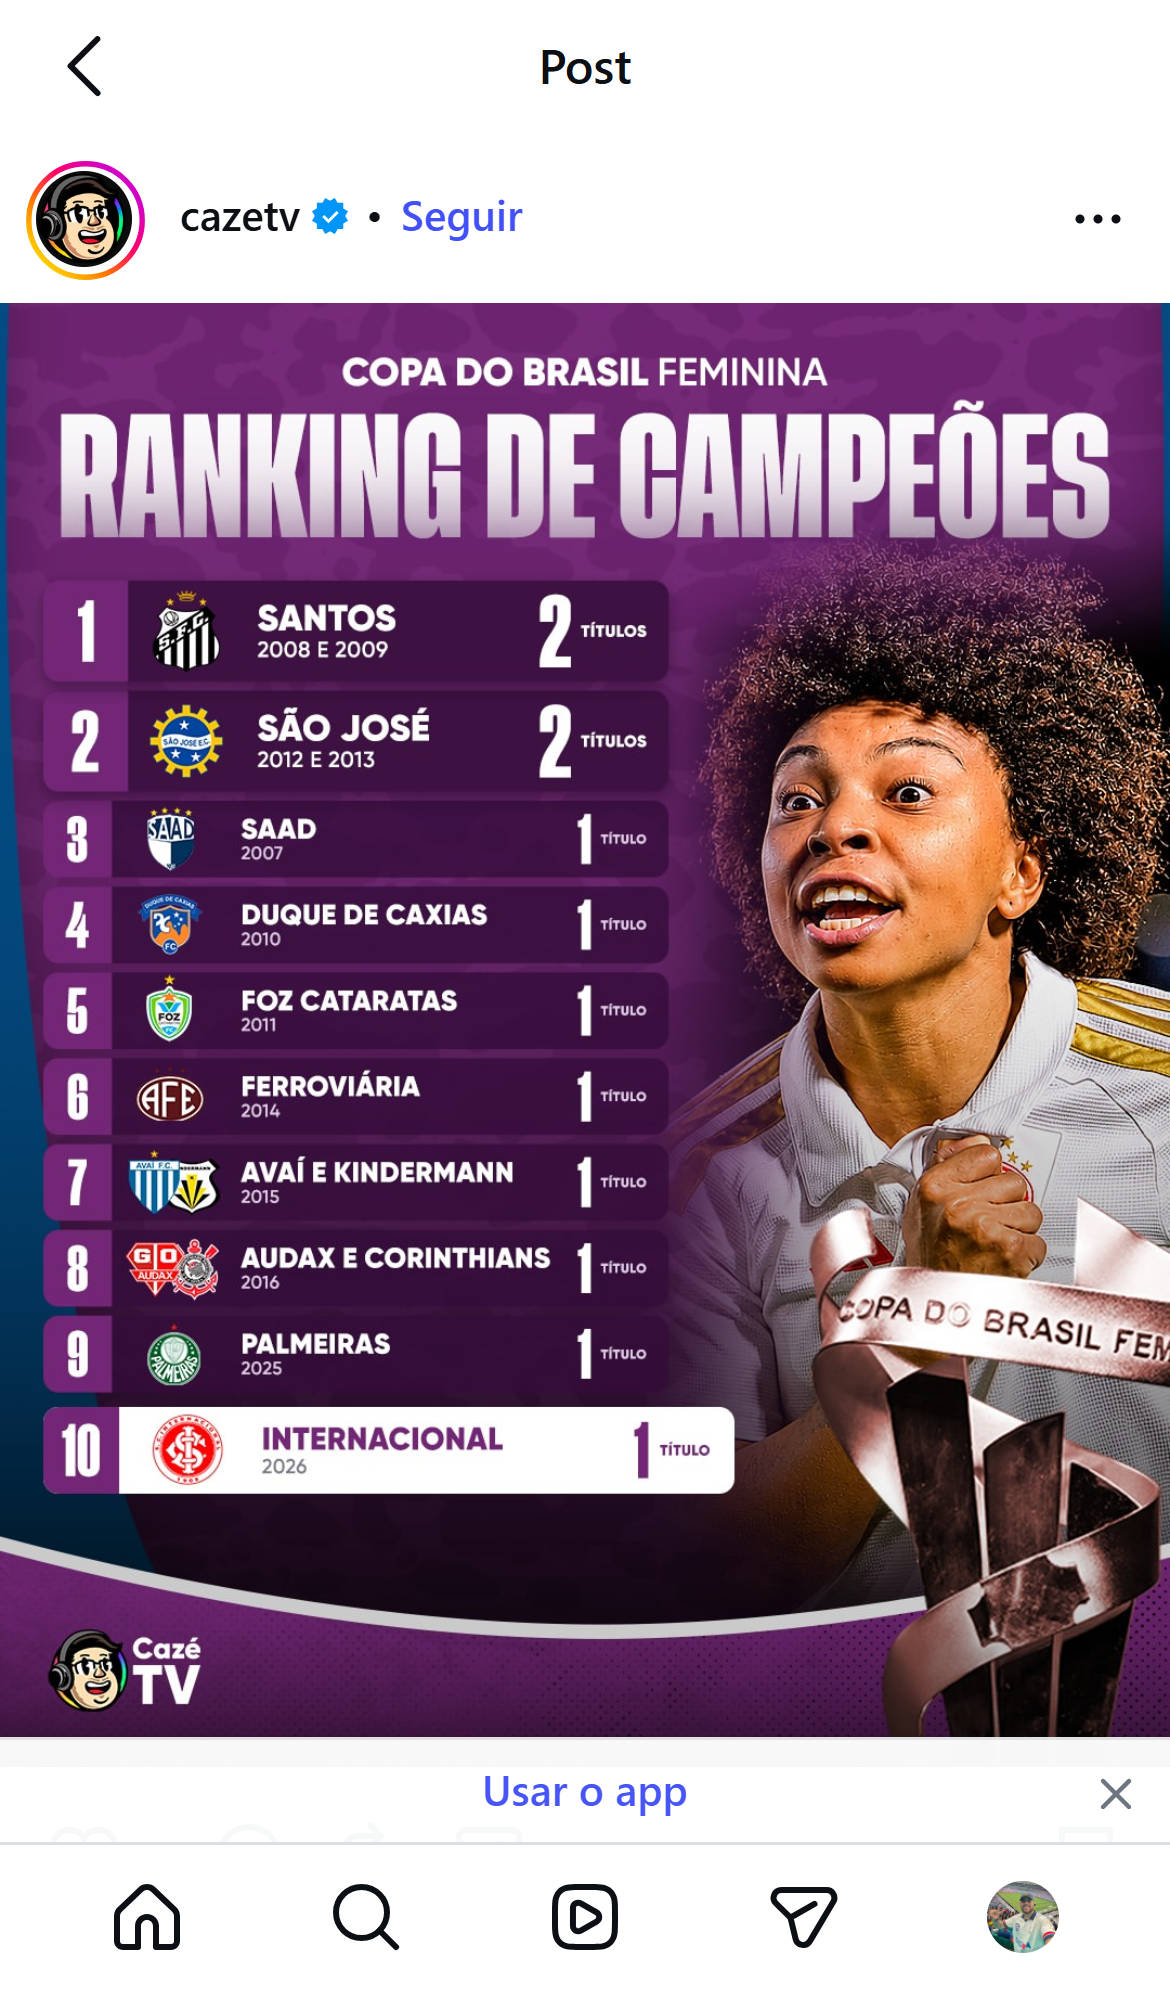 Post
cazetv • Seguir
COPA DO BRASIL FEMININA
RANKING DE CAMPEÕES
1 SANTOS 2 TÍTULOS
2008 E 2009
2 SÃO JOSÉ 2 TÍTULOS
2012 E 2013
3 SAAD 1 TÍTULO
2007
4 DUQUE DE CAXIAS 1 TÍTULO
2010
5 FOZ CATARATAS 1 TÍTULO
2011
6 FERROVIÁRIA 1 TÍTULO
2014
7 AVAÍ E KINDERMANN 1 TÍTULO
2015
8 AUDAX E CORINTHIANS 1 TÍTULO
2016
9 PALMEIRAS 1 TÍTULO
2025
10 INTERNACIONAL 1 TÍTULO
2026
COPA DO BRASIL FEM
Cazé
TV
Usar o app